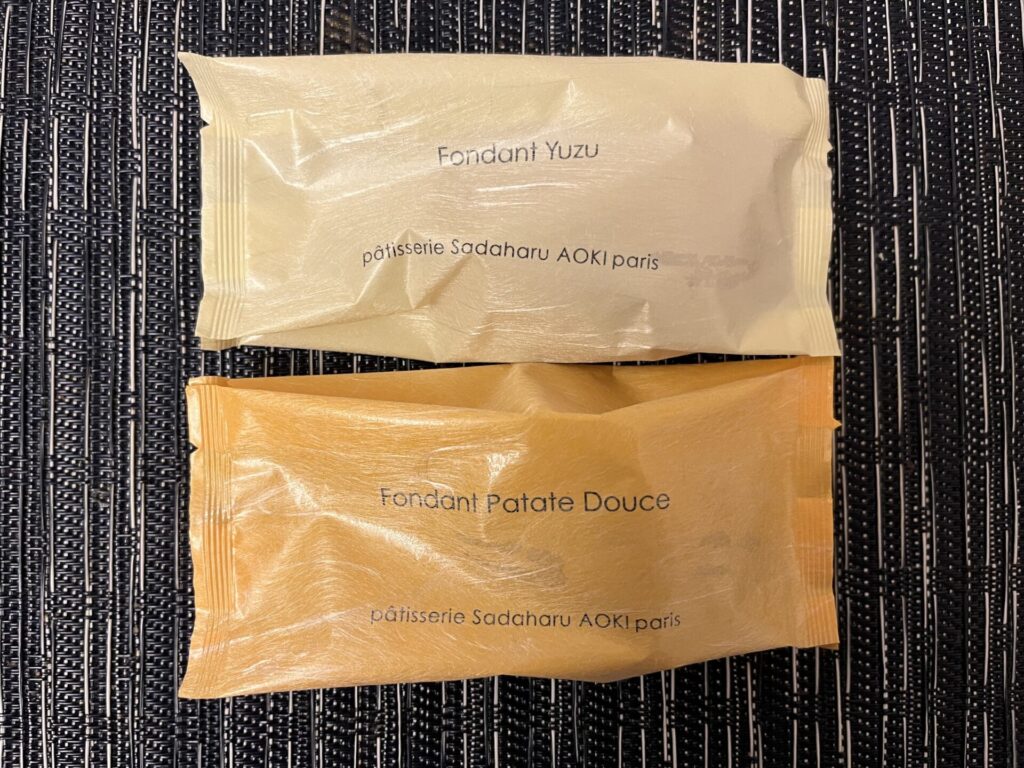 Fondant Yuzu
pâtisserie Sadaharu AOKI paris
Fondant Patate Douce
pâtisserie Sadaharu AOKI paris